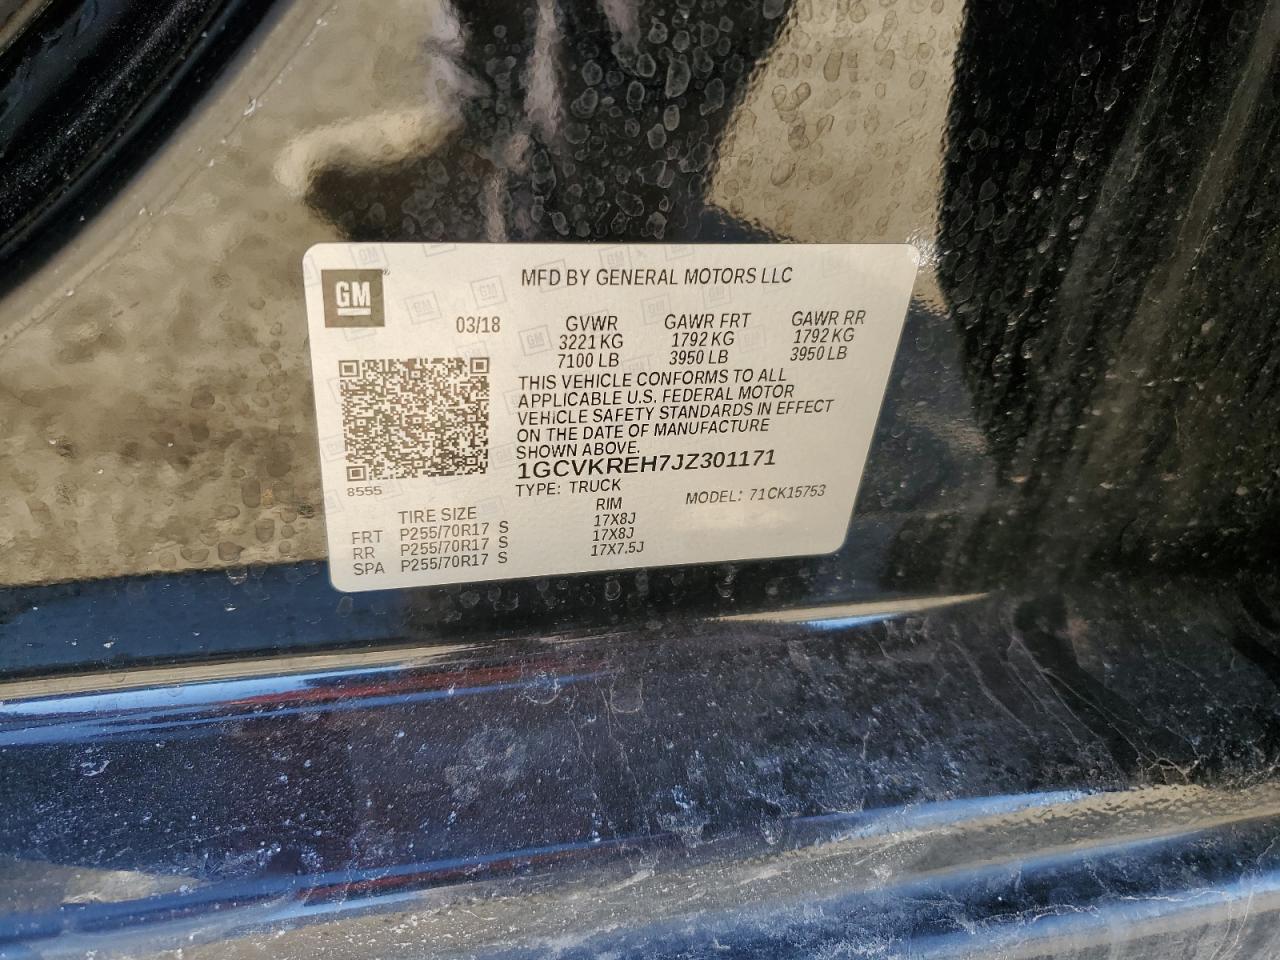 GM
MFD BY GENERAL MOTORS LLC
03/18
GVWR GAWR FRT GAWR RR
3221 KG 1792 KG 1792 KG
7100 LB 3950 LB 3950 LB
THIS VEHICLE CONFORMS TO ALL
APPLICABLE U.S. FEDERAL MOTOR
VEHICLE SAFETY STANDARDS IN EFFECT
ON THE DATE OF MANUFACTURE
SHOWN ABOVE.
1GCVKREH7JZ301171
8555
TYPE: TRUCK
MODEL: 71CK15753
TIRE SIZE RIM
FRT P255/70R17 S 17X8J
RR P255/70R17 S 17X8J
SPA P255/70R17 S 17X7.5J